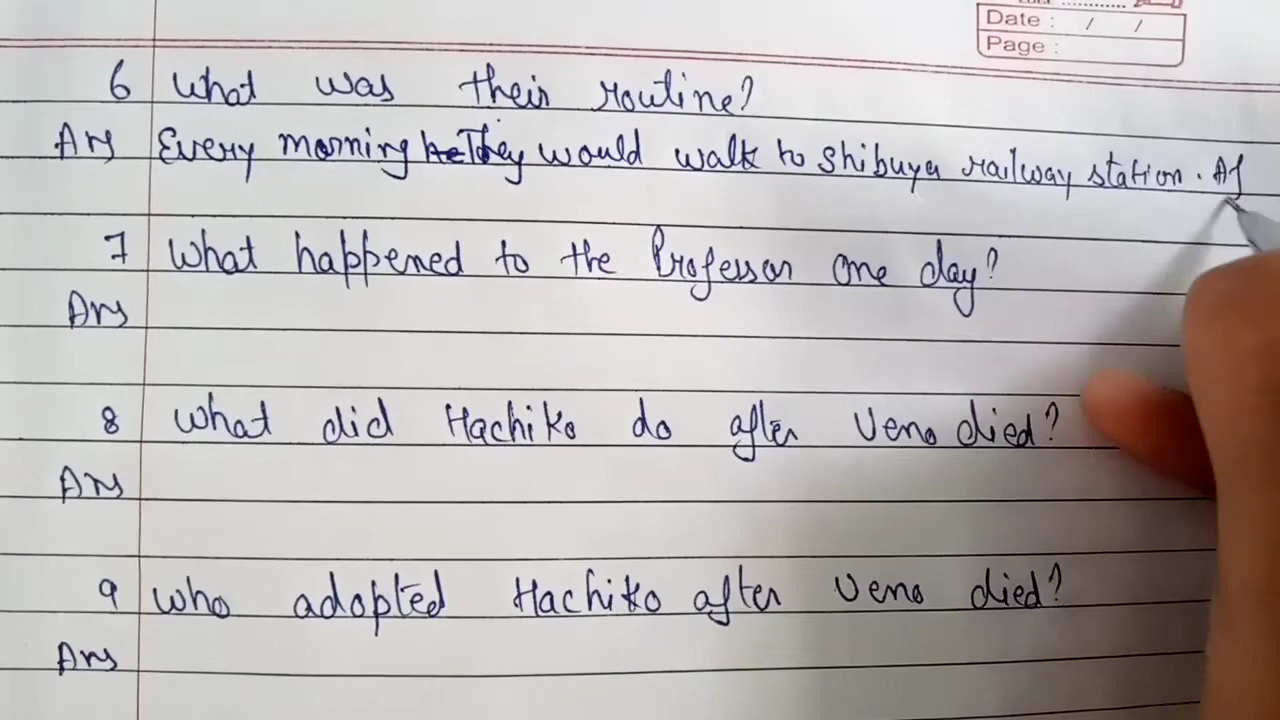 Date : / /
Page :
6 What was their routine?
Ans Every morning They would walk to Shibuya railway station. Af
7 What happened to the Professor one day?
Ans
8 What did Hachiko do after Ueno died?
Ans
9 who adopted Hachiko after Ueno died?
Ans